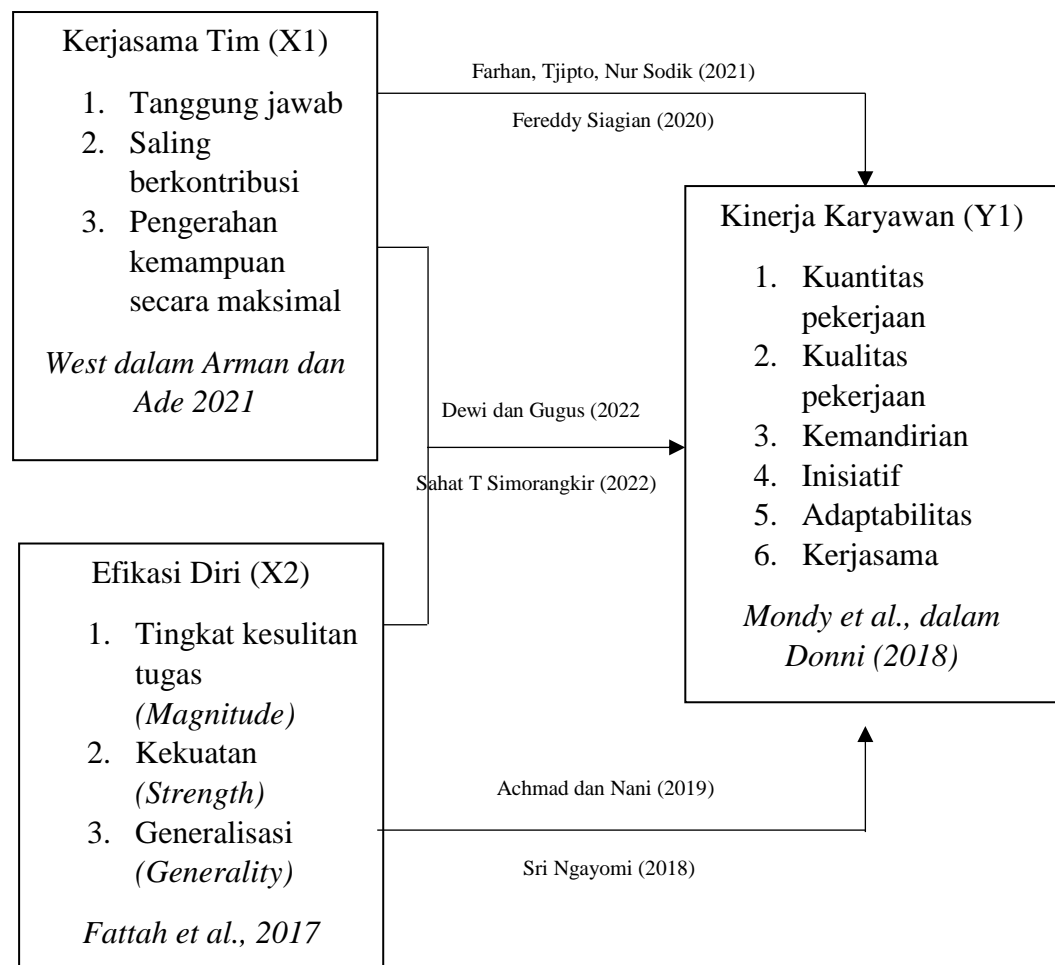 Kerjasama Tim (X1)
1. Tanggung jawab
2. Saling
berkontribusi
3. Pengerahan
kemampuan
secara maksimal
West dalam Arman dan
Ade 2021
Farhan, Tjipto, Nur Sodik (2021)
Fereddy Siagian (2020)
Kinerja Karyawan (Y1)
1. Kuantitas
pekerjaan
2. Kualitas
pekerjaan
3. Kemandirian
4. Inisiatif
5. Adaptabilitas
6. Kerjasama
Mondy et al., dalam
Donni (2018)
Dewi dan Gugus (2022
Sahat T Simorangkir (2022)
Efikasi Diri (X2)
1. Tingkat kesulitan
tugas
(Magnitude)
2. Kekuatan
(Strength)
3. Generalisasi
(Generality)
Fattah et al., 2017
Achmad dan Nani (2019)
Sri Ngayomi (2018)